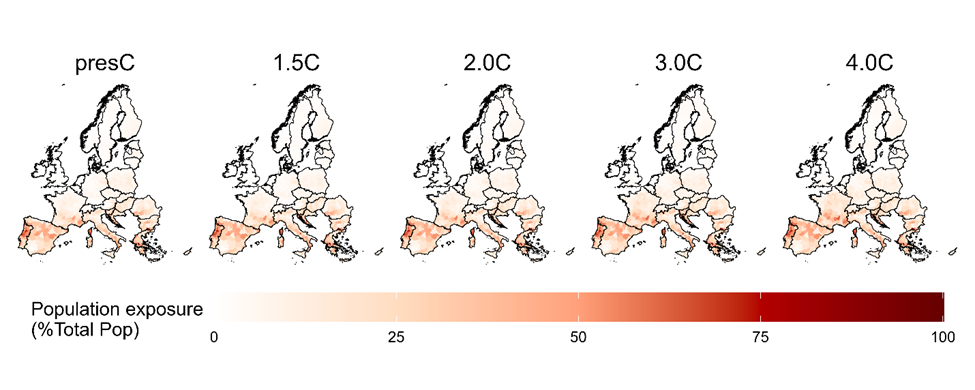 presC
1.5C
2.0C
3.0C
4.0C
Population exposure
(%Total Pop)
0
25
50
75
100